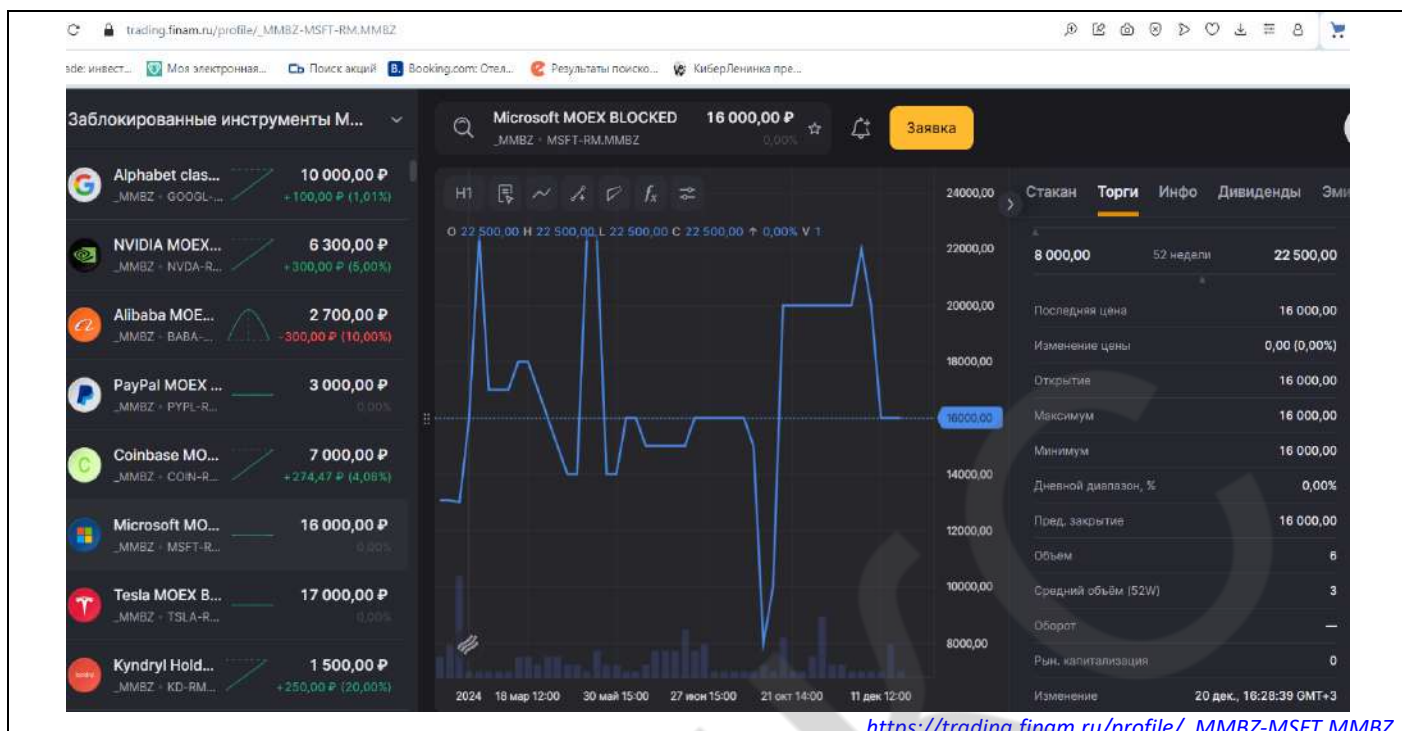 trading.finam.ru/profile/_MMBZ-MSFT-RM.MMBZ
ade: инвест... Моя электронная... Поиск акций Booking.com: Отел... Результаты поиско... КиберЛенинка пре...
Заблокированные инструменты М...
Microsoft MOEX BLOCKED 16 000,00 ₽
_MMBZ • MSFT-RM.MMBZ 0,00%
Заявка
Alphabet clas... 10 000,00 ₽
_MMBZ • GOOGL-... +100,00 ₽ (1,01%)
NVIDIA MOEX... 6 300,00 ₽
_MMBZ • NVDA-R... +300,00 ₽ (5,00%)
Alibaba MOE... 2 700,00 ₽
_MMBZ • BABA-... -300,00 ₽ (10,00%)
PayPal MOEX ... 3 000,00 ₽
_MMBZ • PYPL-R... 0,00%
Coinbase MO... 7 000,00 ₽
_MMBZ • COIN-R... +274,47 ₽ (4,08%)
Microsoft MO... 16 000,00 ₽
_MMBZ • MSFT-R... 0,00%
Tesla MOEX B... 17 000,00 ₽
_MMBZ • TSLA-R... 0,00%
Kyndryl Hold... 1 500,00 ₽
_MMBZ • KD-RM... +250,00 ₽ (20,00%)
H1
O 22 500,00 H 22 500,00 L 22 500,00 C 22 500,00 ↑ 0,00% V 1
24000,00
22000,00
20000,00
18000,00
16000,00
14000,00
12000,00
10000,00
8000,00
2024 18 мар 12:00 30 май 15:00 27 июн 15:00 21 окт 14:00 11 дек 12:00
Стакан Торги Инфо Дивиденды Эми
8 000,00 52 недели 22 500,00
Последняя цена 16 000,00
Изменение цены 0,00 (0,00%)
Открытие 16 000,00
Максимум 16 000,00
Минимум 16 000,00
Дневной диапазон, % 0,00%
Пред. закрытие 16 000,00
Объём 6
Средний объём (52W) 3
Оборот —
Рын. капитализация 0
Изменение 20 дек., 16:28:39 GMT+3
https://trading.finam.ru/profile/_MMBZ-MSFT.MMBZ